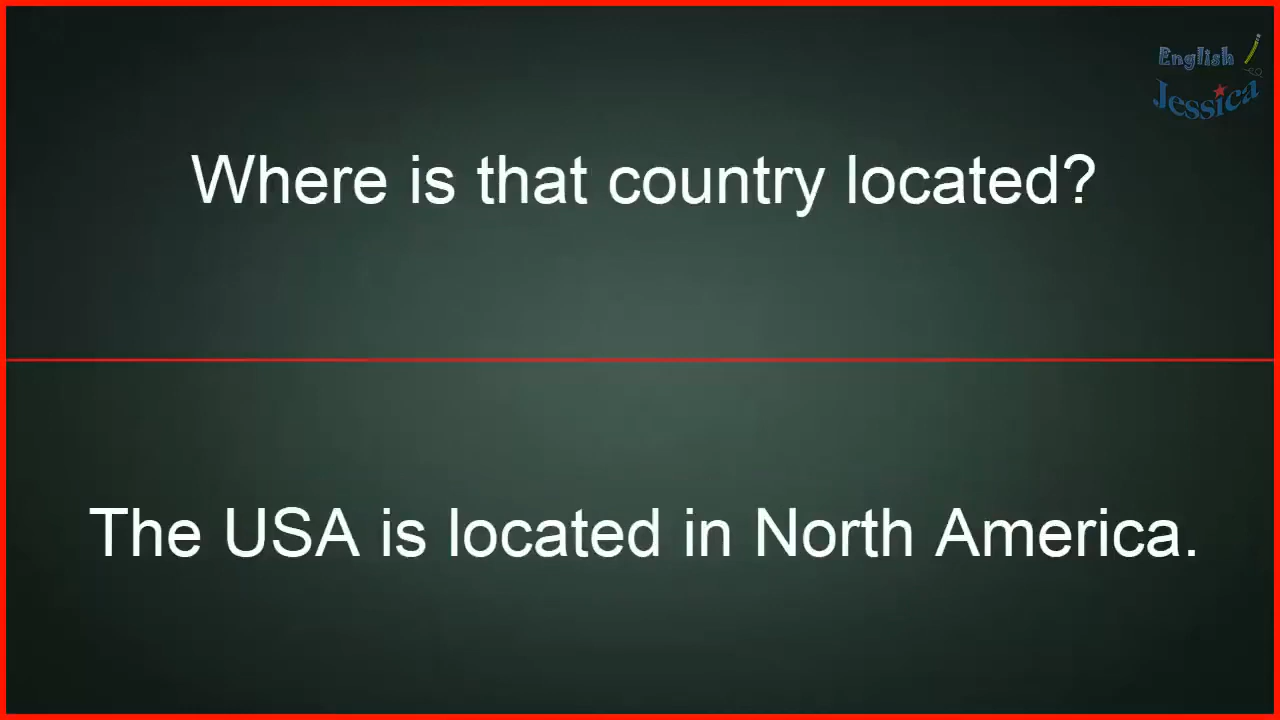 English
Jessica
Where is that country located?
The USA is located in North America.